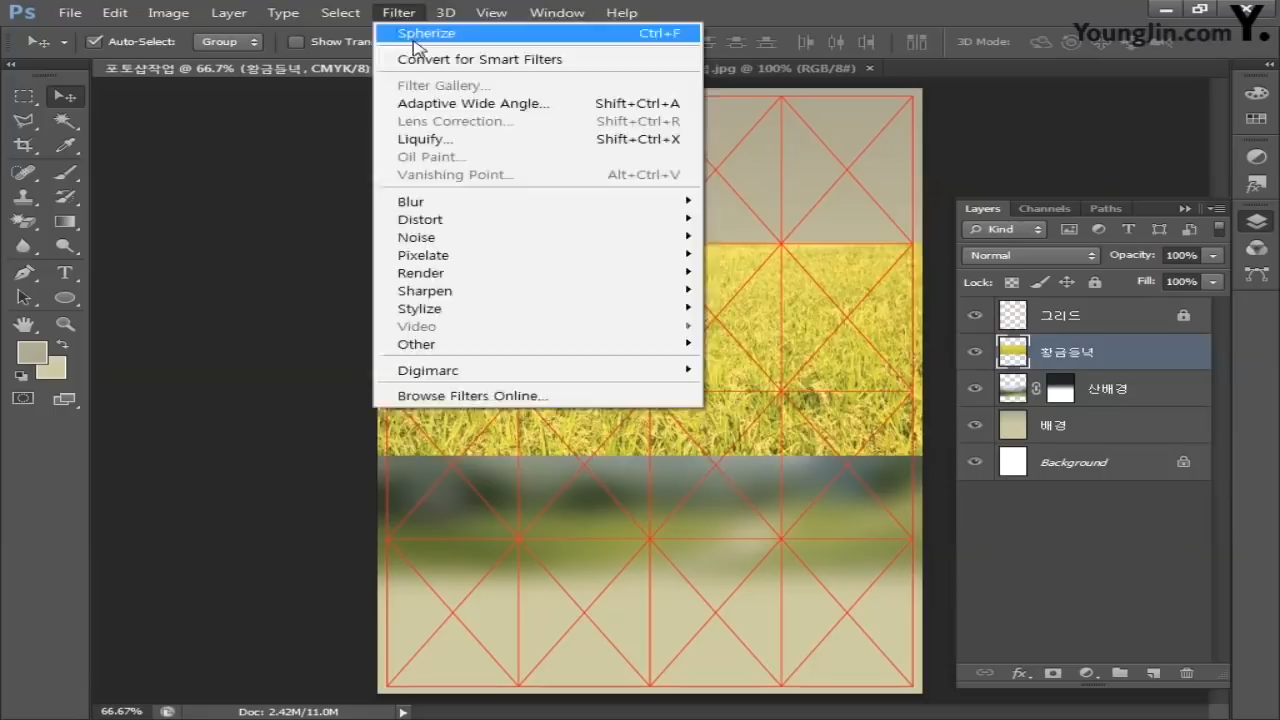 Ps File Edit Image Layer Type Select Filter 3D View Window Help
YoungJin.com Y.
Auto-Select: Group Show Tran
3D Mode:
포토샵작업 @ 66.7% (황금들녁, CMYK/8)
.jpg @ 100% (RGB/8#) ×
Spherize Ctrl+F
Convert for Smart Filters
Filter Gallery...
Adaptive Wide Angle... Shift+Ctrl+A
Lens Correction... Shift+Ctrl+R
Liquify... Shift+Ctrl+X
Oil Paint...
Vanishing Point... Alt+Ctrl+V
Blur
Distort
Noise
Pixelate
Render
Sharpen
Stylize
Video
Other
Digimarc
Browse Filters Online...
Layers Channels Paths
Kind
Normal Opacity: 100%
Lock: Fill: 100%
그리드
황금들녁
산배경
배경
Background
fx
66.67% Doc: 2.42M/11.0M